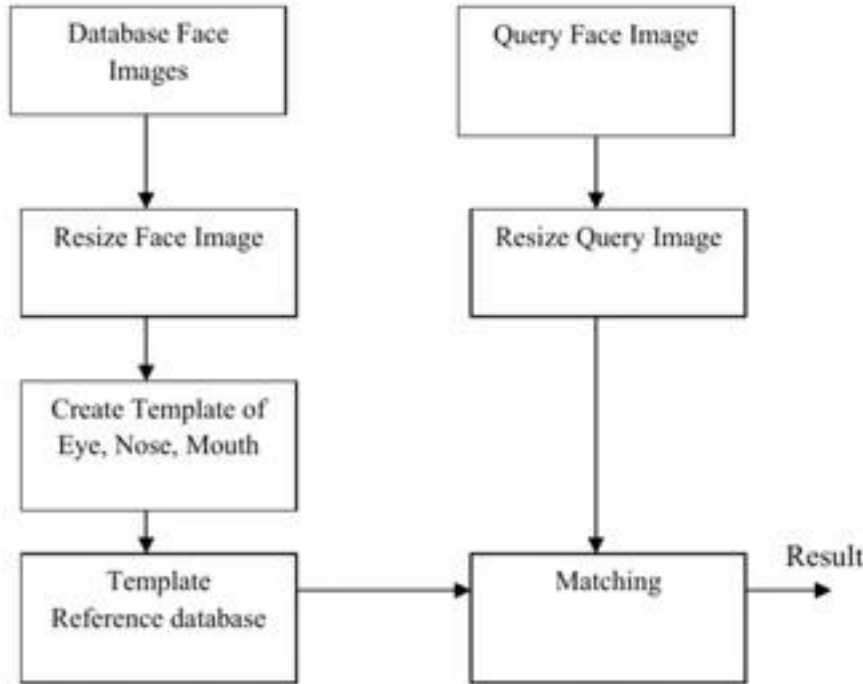 Database Face
Images
Query Face Image
Resize Face Image
Resize Query Image
Create Template of
Eye, Nose, Mouth
Template
Reference database
Matching
Result